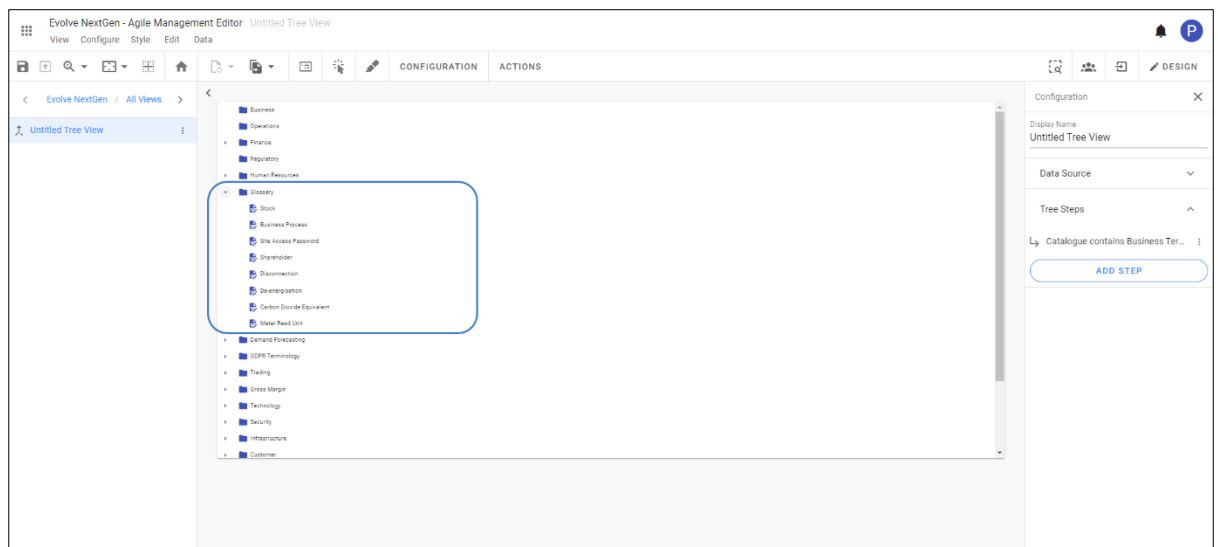 Evolve NextGen - Agile Management Editor Untitled Tree View
View Configure Style Edit Data
P
CONFIGURATION ACTIONS
DESIGN
Evolve NextGen / All Views
Untitled Tree View
Business
Operations
Finance
Regulatory
Human Resources
Glossary
Stock
Business Process
Site Access Password
Shareholder
Disconnection
De-energisation
Carbon Dioxide Equivalent
Meter Read Unit
Demand Forecasting
GDPR Terminology
Trading
Gross Margin
Technology
Security
Infrastructure
Customer
Configuration
Display Name
Untitled Tree View
Data Source
Tree Steps
Catalogue contains Business Ter...
ADD STEP